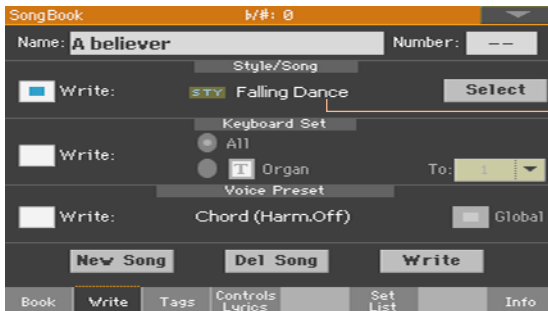 SongBook ♭/#: 0
Name: A believer Number: --
Style/Song
Write: STY Falling Dance Select
Keyboard Set
All
Write: T Organ To: 1
Voice Preset
Write: Chord (Harm.Off) Global
New Song Del Song Write
Book Write Tags Controls Lyrics Set List Info